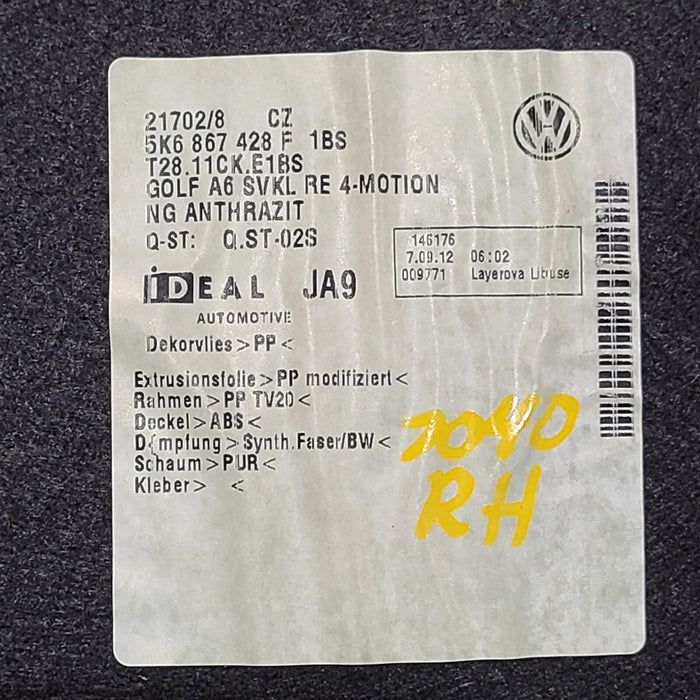 21702/8 CZ
5K6 867 428 F 1BS
T28.11CK.E1BS
GOLF A6 SVKL RE 4-MOTION
NG ANTHRAZIT
Q-ST: Q.ST-02S
146176
7.09.12 06:02
009771 Layerova Libuse
iDEAL JA9
AUTOMOTIVE
Dekorvlies>PP<
Extrusionsfolie>PP modifiziert<
Rahmen>PP TV20<
Deckel>ABS<
D{mpfung>Synth.Faser/BW<
Schaum>PUR<
Kleber> <
2040
RH